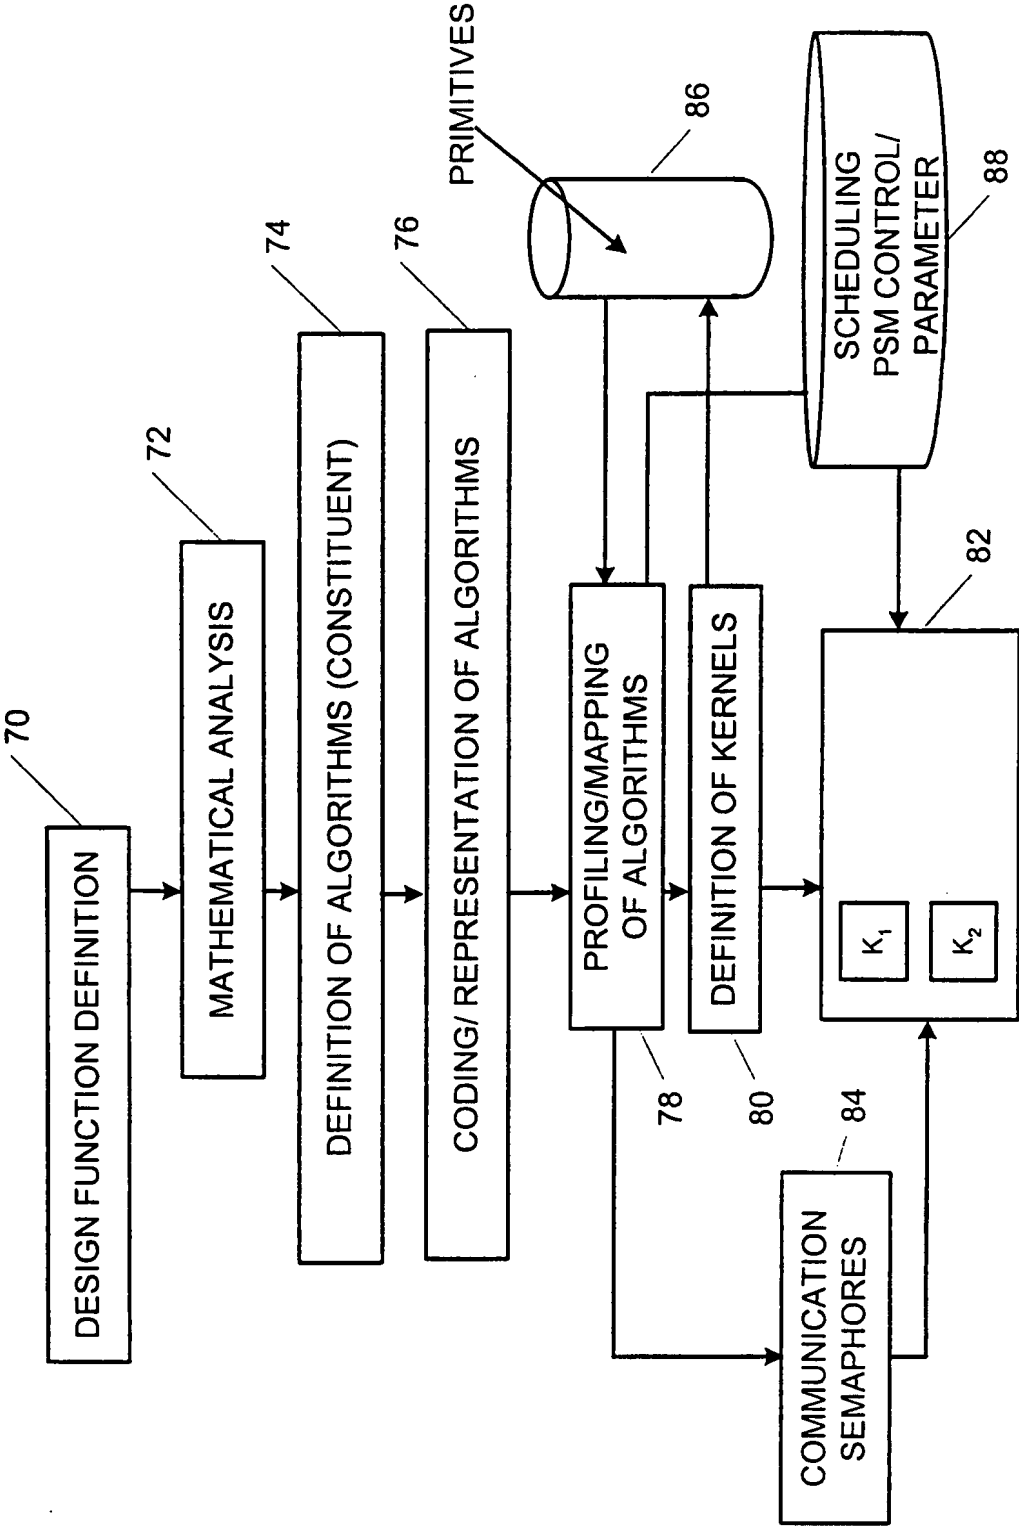 DESIGN FUNCTION DEFINITION
70
MATHEMATICAL ANALYSIS
72
DEFINITION OF ALGORITHMS (CONSTITUENT)
74
CODING/ REPRESENTATION OF ALGORITHMS
76
PRIMITIVES
86
PROFILING/MAPPING
OF ALGORITHMS
78
DEFINITION OF KERNELS
80
COMMUNICATION
SEMAPHORES
84
K1
K2
82
SCHEDULING
PSM CONTROL/
PARAMETER
88